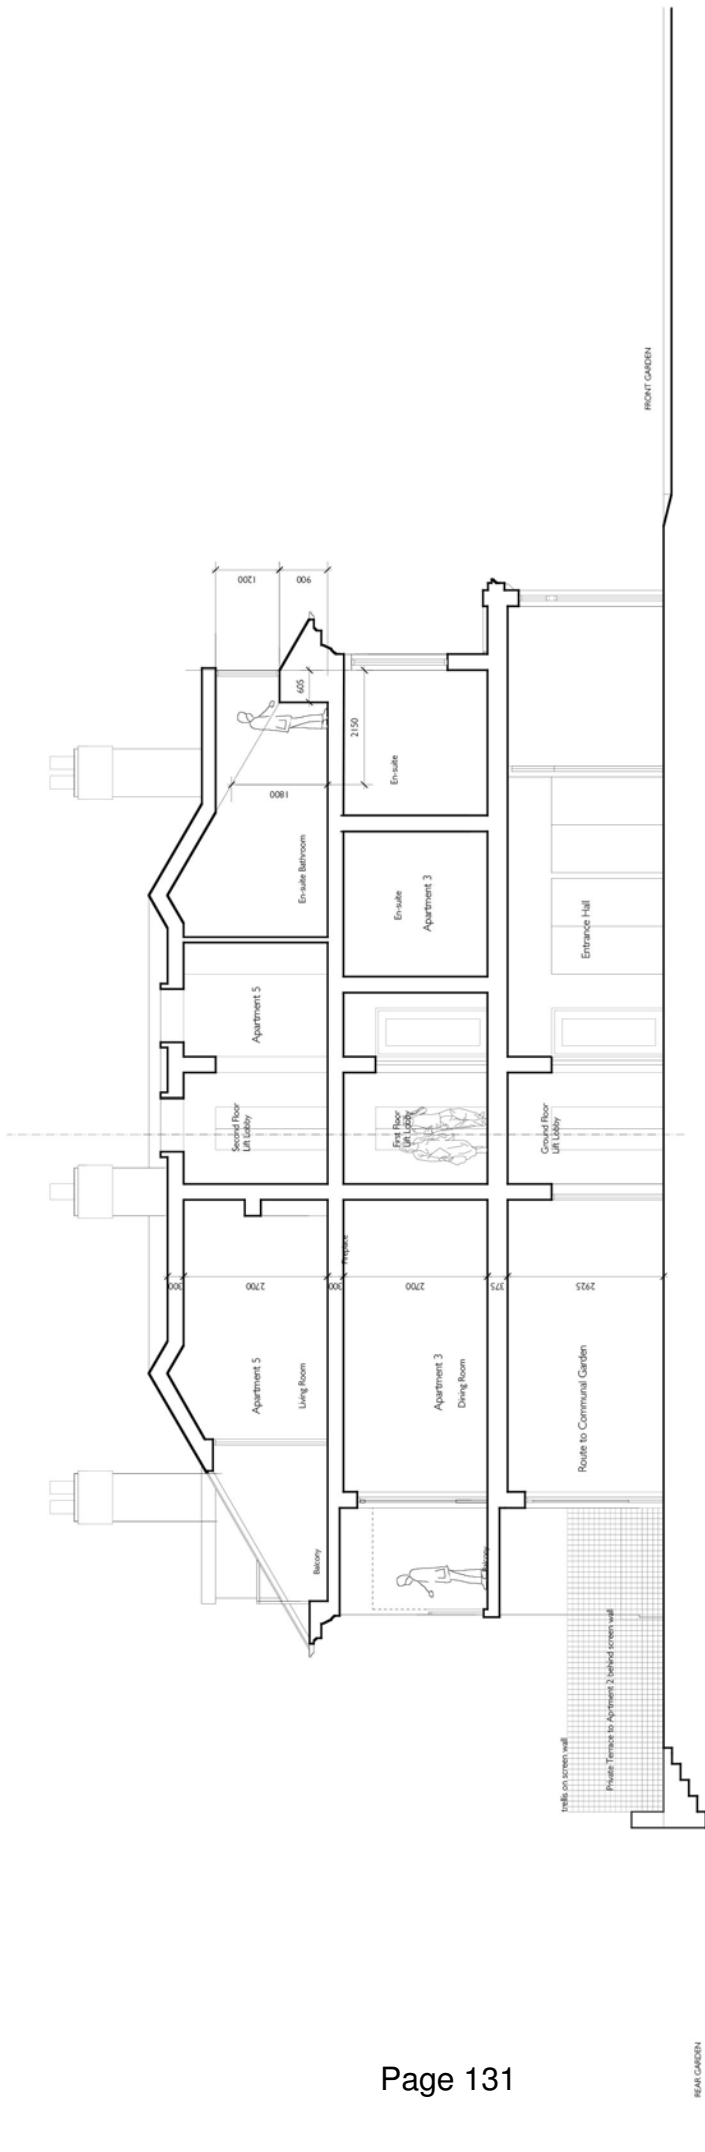 FRONT GARDEN
1200
900
605
2150
1800
En-suite
En-suite Bathroom
En-suite
Apartment 3
Entrance Hall
Apartment 5
Second Floor
Lift Lobby
First Floor
Lift Lobby
Ground Floor
Lift Lobby
Fireplace
300
2700
300
2700
375
2925
Apartment 5
Living Room
Apartment 3
Dining Room
Route to Communal Garden
Balcony
Balcony
trellis on screen wall
Private Terrace to Aprtment 2 behind screen wall
REAR GARDEN
Page 131